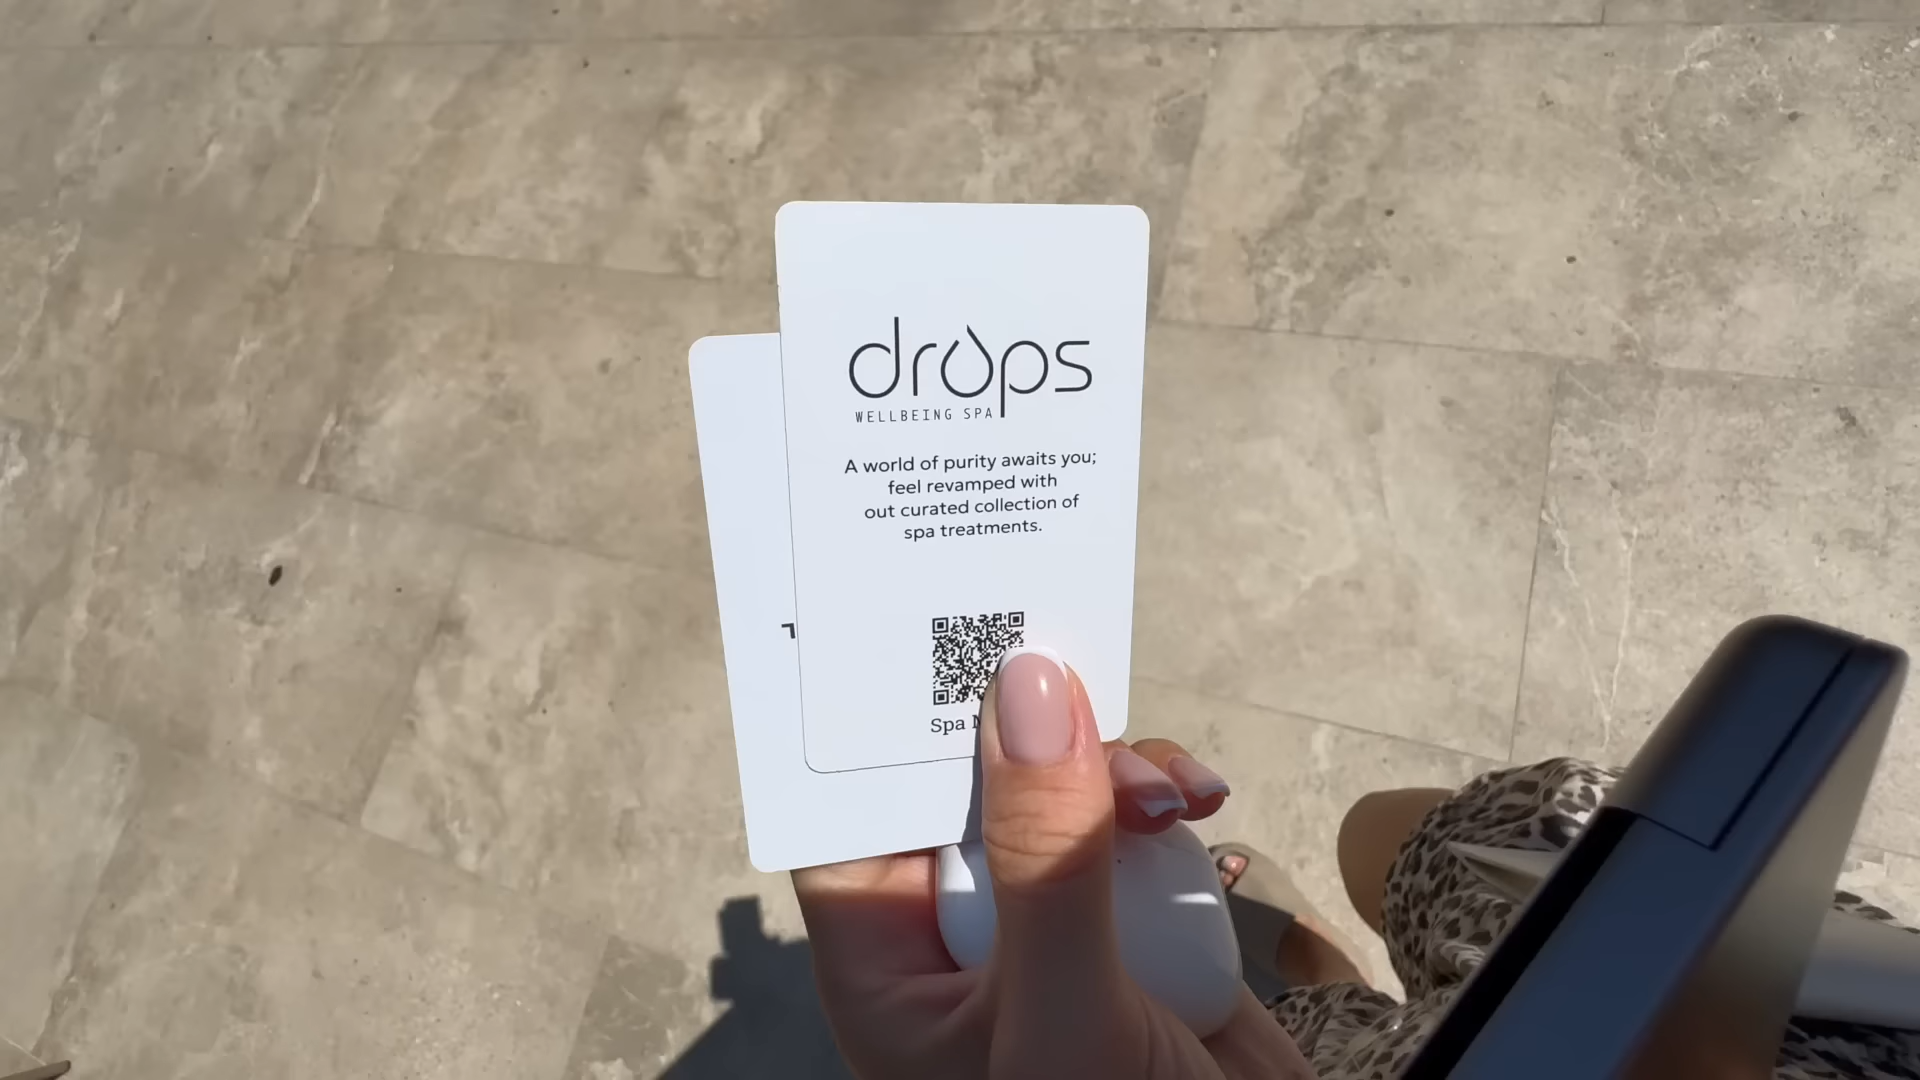 drops
WELLBEING SPA
A world of purity awaits you;
feel revamped with
out curated collection of
spa treatments.
Spa